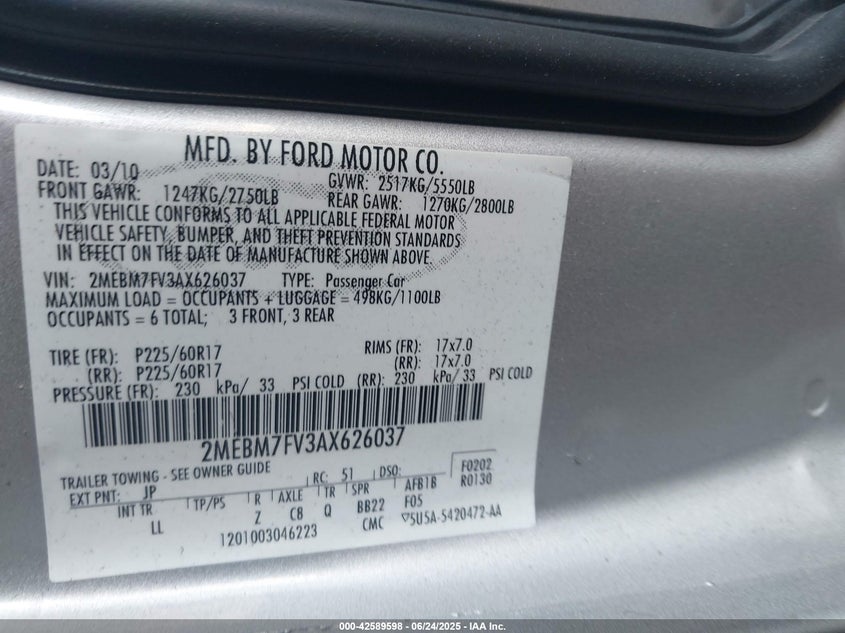 MFD. BY FORD MOTOR CO.
DATE: 03/10 GVWR: 2517KG/5550LB
FRONT GAWR: 1247KG/2750LB REAR GAWR: 1270KG/2800LB
THIS VEHICLE CONFORMS TO ALL APPLICABLE FEDERAL MOTOR
VEHICLE SAFETY, BUMPER, AND THEFT PREVENTION STANDARDS
IN EFFECT ON THE DATE OF MANUFACTURE SHOWN ABOVE.
VIN: 2MEBM7FV3AX626037 TYPE: Passenger Car
MAXIMUM LOAD = OCCUPANTS + LUGGAGE = 498KG/1100LB
OCCUPANTS = 6 TOTAL; 3 FRONT, 3 REAR
TIRE (FR): P225/60R17 RIMS (FR): 17x7.0
(RR): P225/60R17 (RR): 17x7.0
PRESSURE (FR): 230 kPa/ 33 PSI COLD (RR): 230 kPa/ 33 PSI COLD
2MEBM7FV3AX626037
TRAILER TOWING - SEE OWNER GUIDE
EXT PNT: JP RC: 51 DSO: F0202
R0130
INT TR TP/PS R AXLE TR SPR AFB1B
LL Z C8 Q BB22 F05
1201003046223 CMC ▽5U5A-5420472-AA
000-42589598 - 06/24/2025 - IAA Inc.